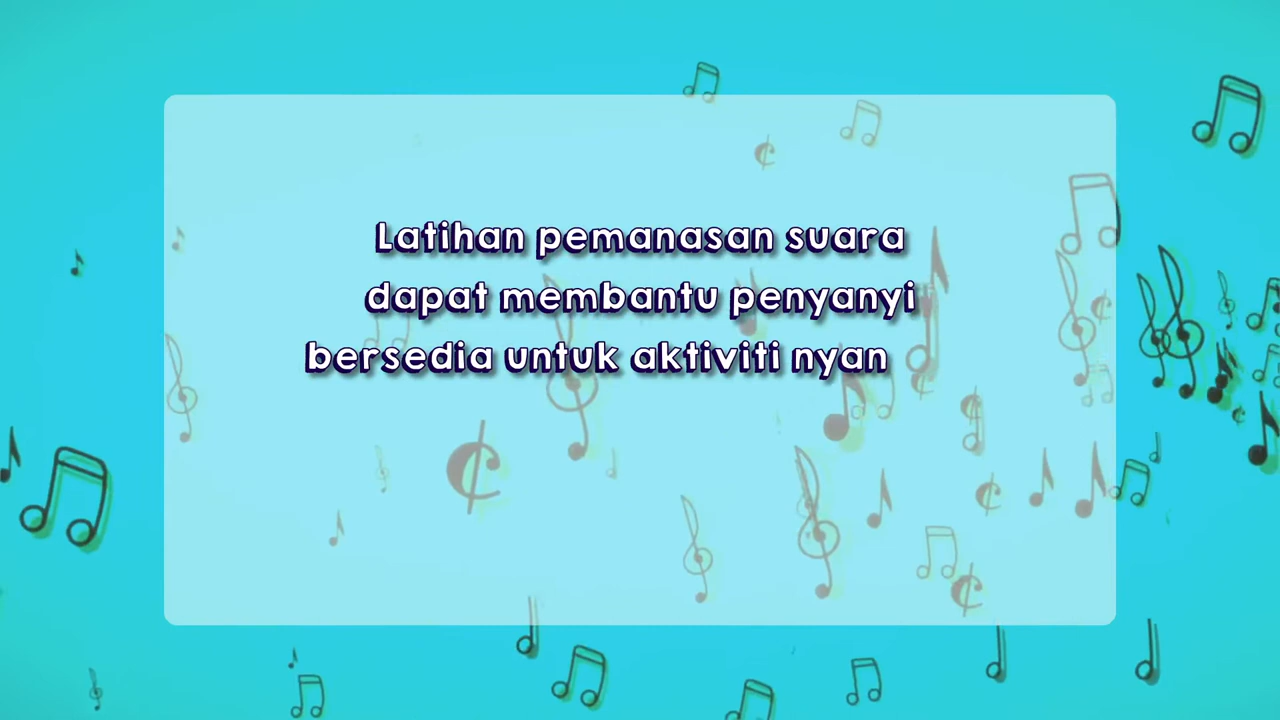 Latihan pemanasan suara
dapat membantu penyanyi
bersedia untuk aktiviti nyan